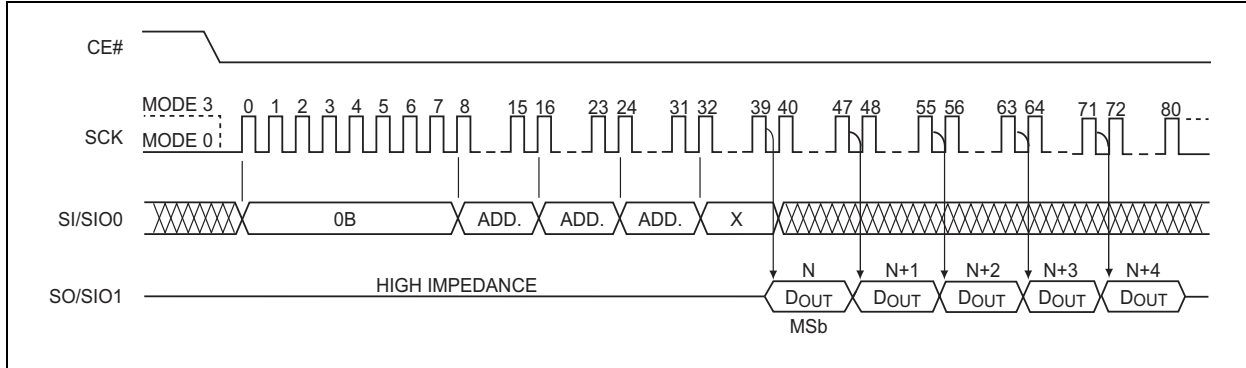 CE#
MODE 3
0 1 2 3 4 5 6 7 8 15 16 23 24 31 32 39 40 47 48 55 56 63 64 71 72 80
SCK
MODE 0
SI/SIO0
0B ADD. ADD. ADD. X
N N+1 N+2 N+3 N+4
SO/SIO1
HIGH IMPEDANCE
DOUT DOUT DOUT DOUT DOUT
MSb